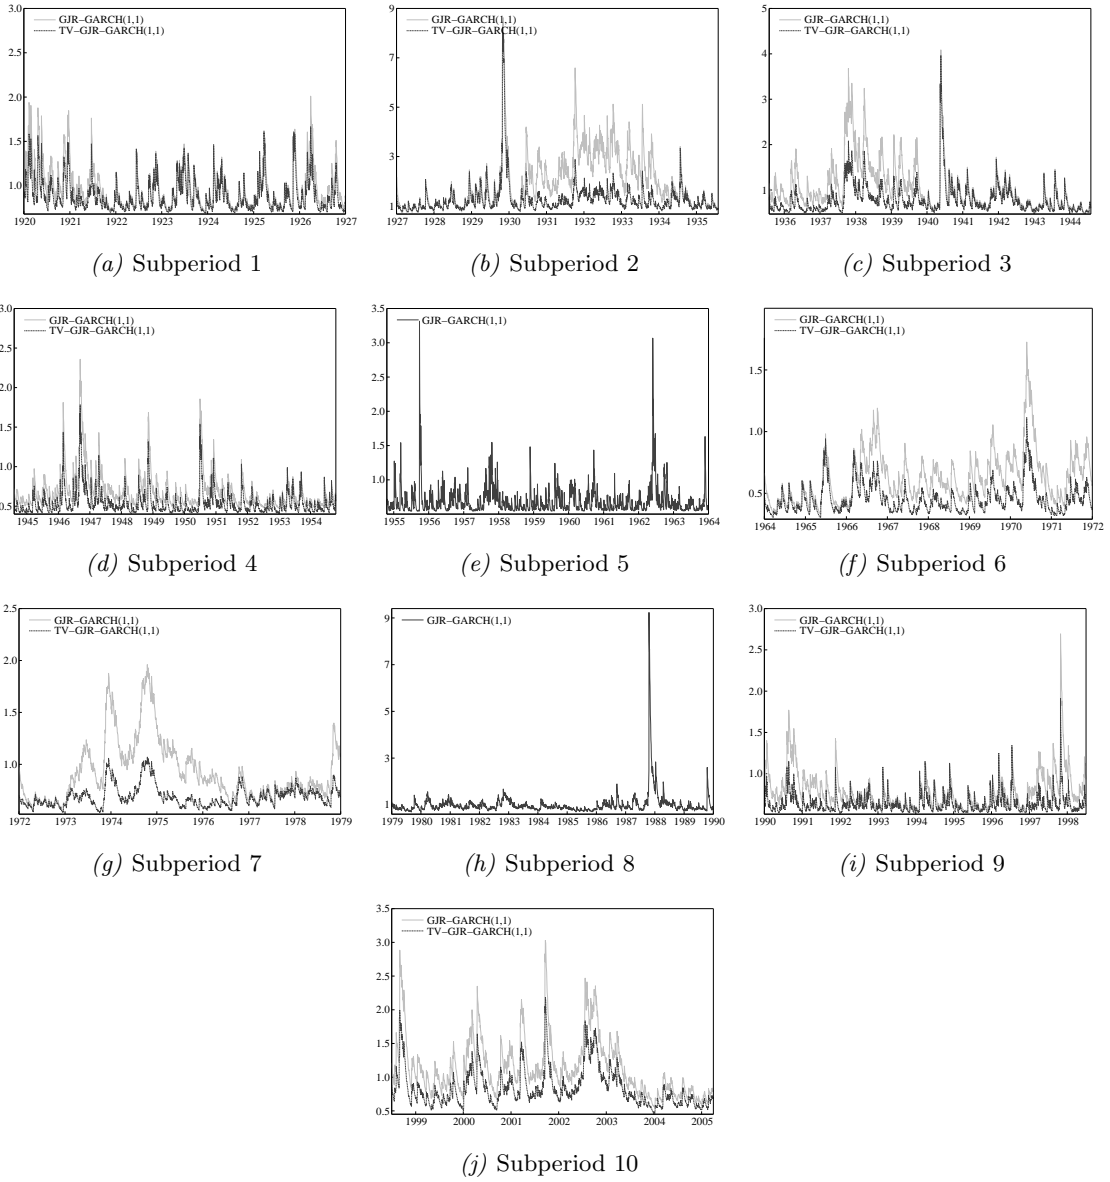 3.0
GJR−GARCH(1,1)
TV−GJR−GARCH(1,1)
2.5
2.0
1.5
1.0
1920 1921 1922 1923 1924 1925 1926 1927
(a) Subperiod 1
9
GJR−GARCH(1,1)
TV−GJR−GARCH(1,1)
7
5
3
1
1927 1928 1929 1930 1931 1932 1933 1934 1935
(b) Subperiod 2
5
GJR−GARCH(1,1)
TV−GJR−GARCH(1,1)
4
3
2
1
1936 1937 1938 1939 1940 1941 1942 1943 1944
(c) Subperiod 3
3.0
GJR−GARCH(1,1)
TV−GJR−GARCH(1,1)
2.5
2.0
1.5
1.0
0.5
1945 1946 1947 1948 1949 1950 1951 1952 1953 1954
(d) Subperiod 4
3.5
GJR−GARCH(1,1)
3.0
2.5
2.0
1.5
1.0
1955 1956 1957 1958 1959 1960 1961 1962 1963 1964
(e) Subperiod 5
GJR−GARCH(1,1)
TV−GJR−GARCH(1,1)
1.5
1.0
0.5
1964 1965 1966 1967 1968 1969 1970 1971 1972
(f) Subperiod 6
2.5
GJR−GARCH(1,1)
TV−GJR−GARCH(1,1)
2.0
1.5
1.0
1972 1973 1974 1975 1976 1977 1978 1979
(g) Subperiod 7
9
GJR−GARCH(1,1)
7
5
3
1
1979 1980 1981 1982 1983 1984 1985 1986 1987 1988 1989 1990
(h) Subperiod 8
3.0
GJR−GARCH(1,1)
TV−GJR−GARCH(1,1)
2.5
2.0
1.5
1.0
1990 1991 1992 1993 1994 1995 1996 1997 1998
(i) Subperiod 9
3.5
GJR−GARCH(1,1)
TV−GJR−GARCH(1,1)
3.0
2.5
2.0
1.5
1.0
0.5
1999 2000 2001 2002 2003 2004 2005
(j) Subperiod 10